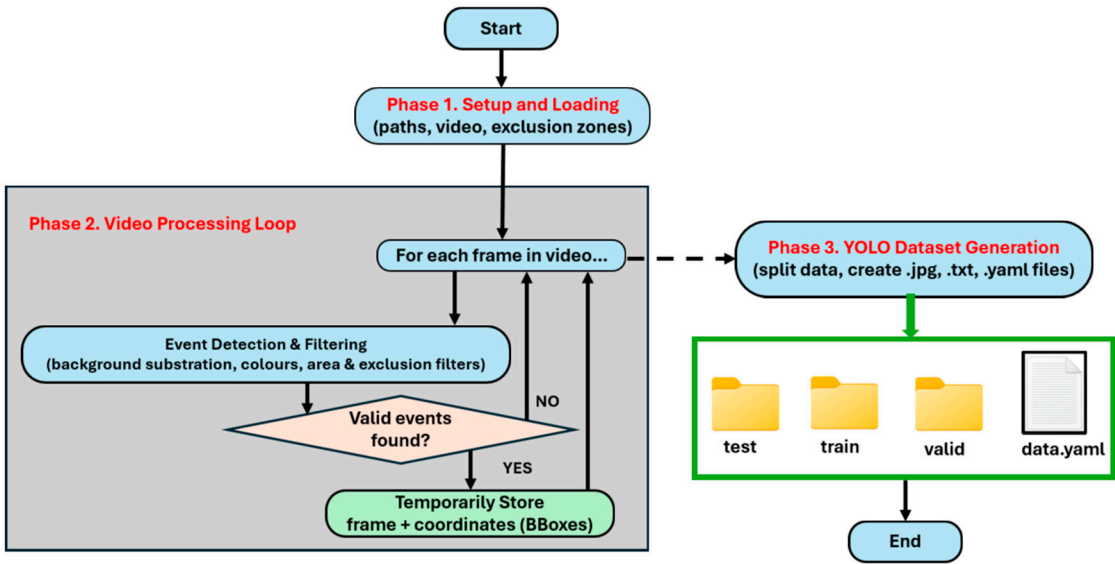 Start
Phase 1. Setup and Loading
(paths, video, exclusion zones)
Phase 2. Video Processing Loop
For each frame in video...
Event Detection & Filtering
(background substration, colours, area & exclusion filters)
Valid events
found?
NO
YES
Temporarily Store
frame + coordinates (BBoxes)
Phase 3. YOLO Dataset Generation
(split data, create .jpg, .txt, .yaml files)
test
train
valid
data.yaml
End